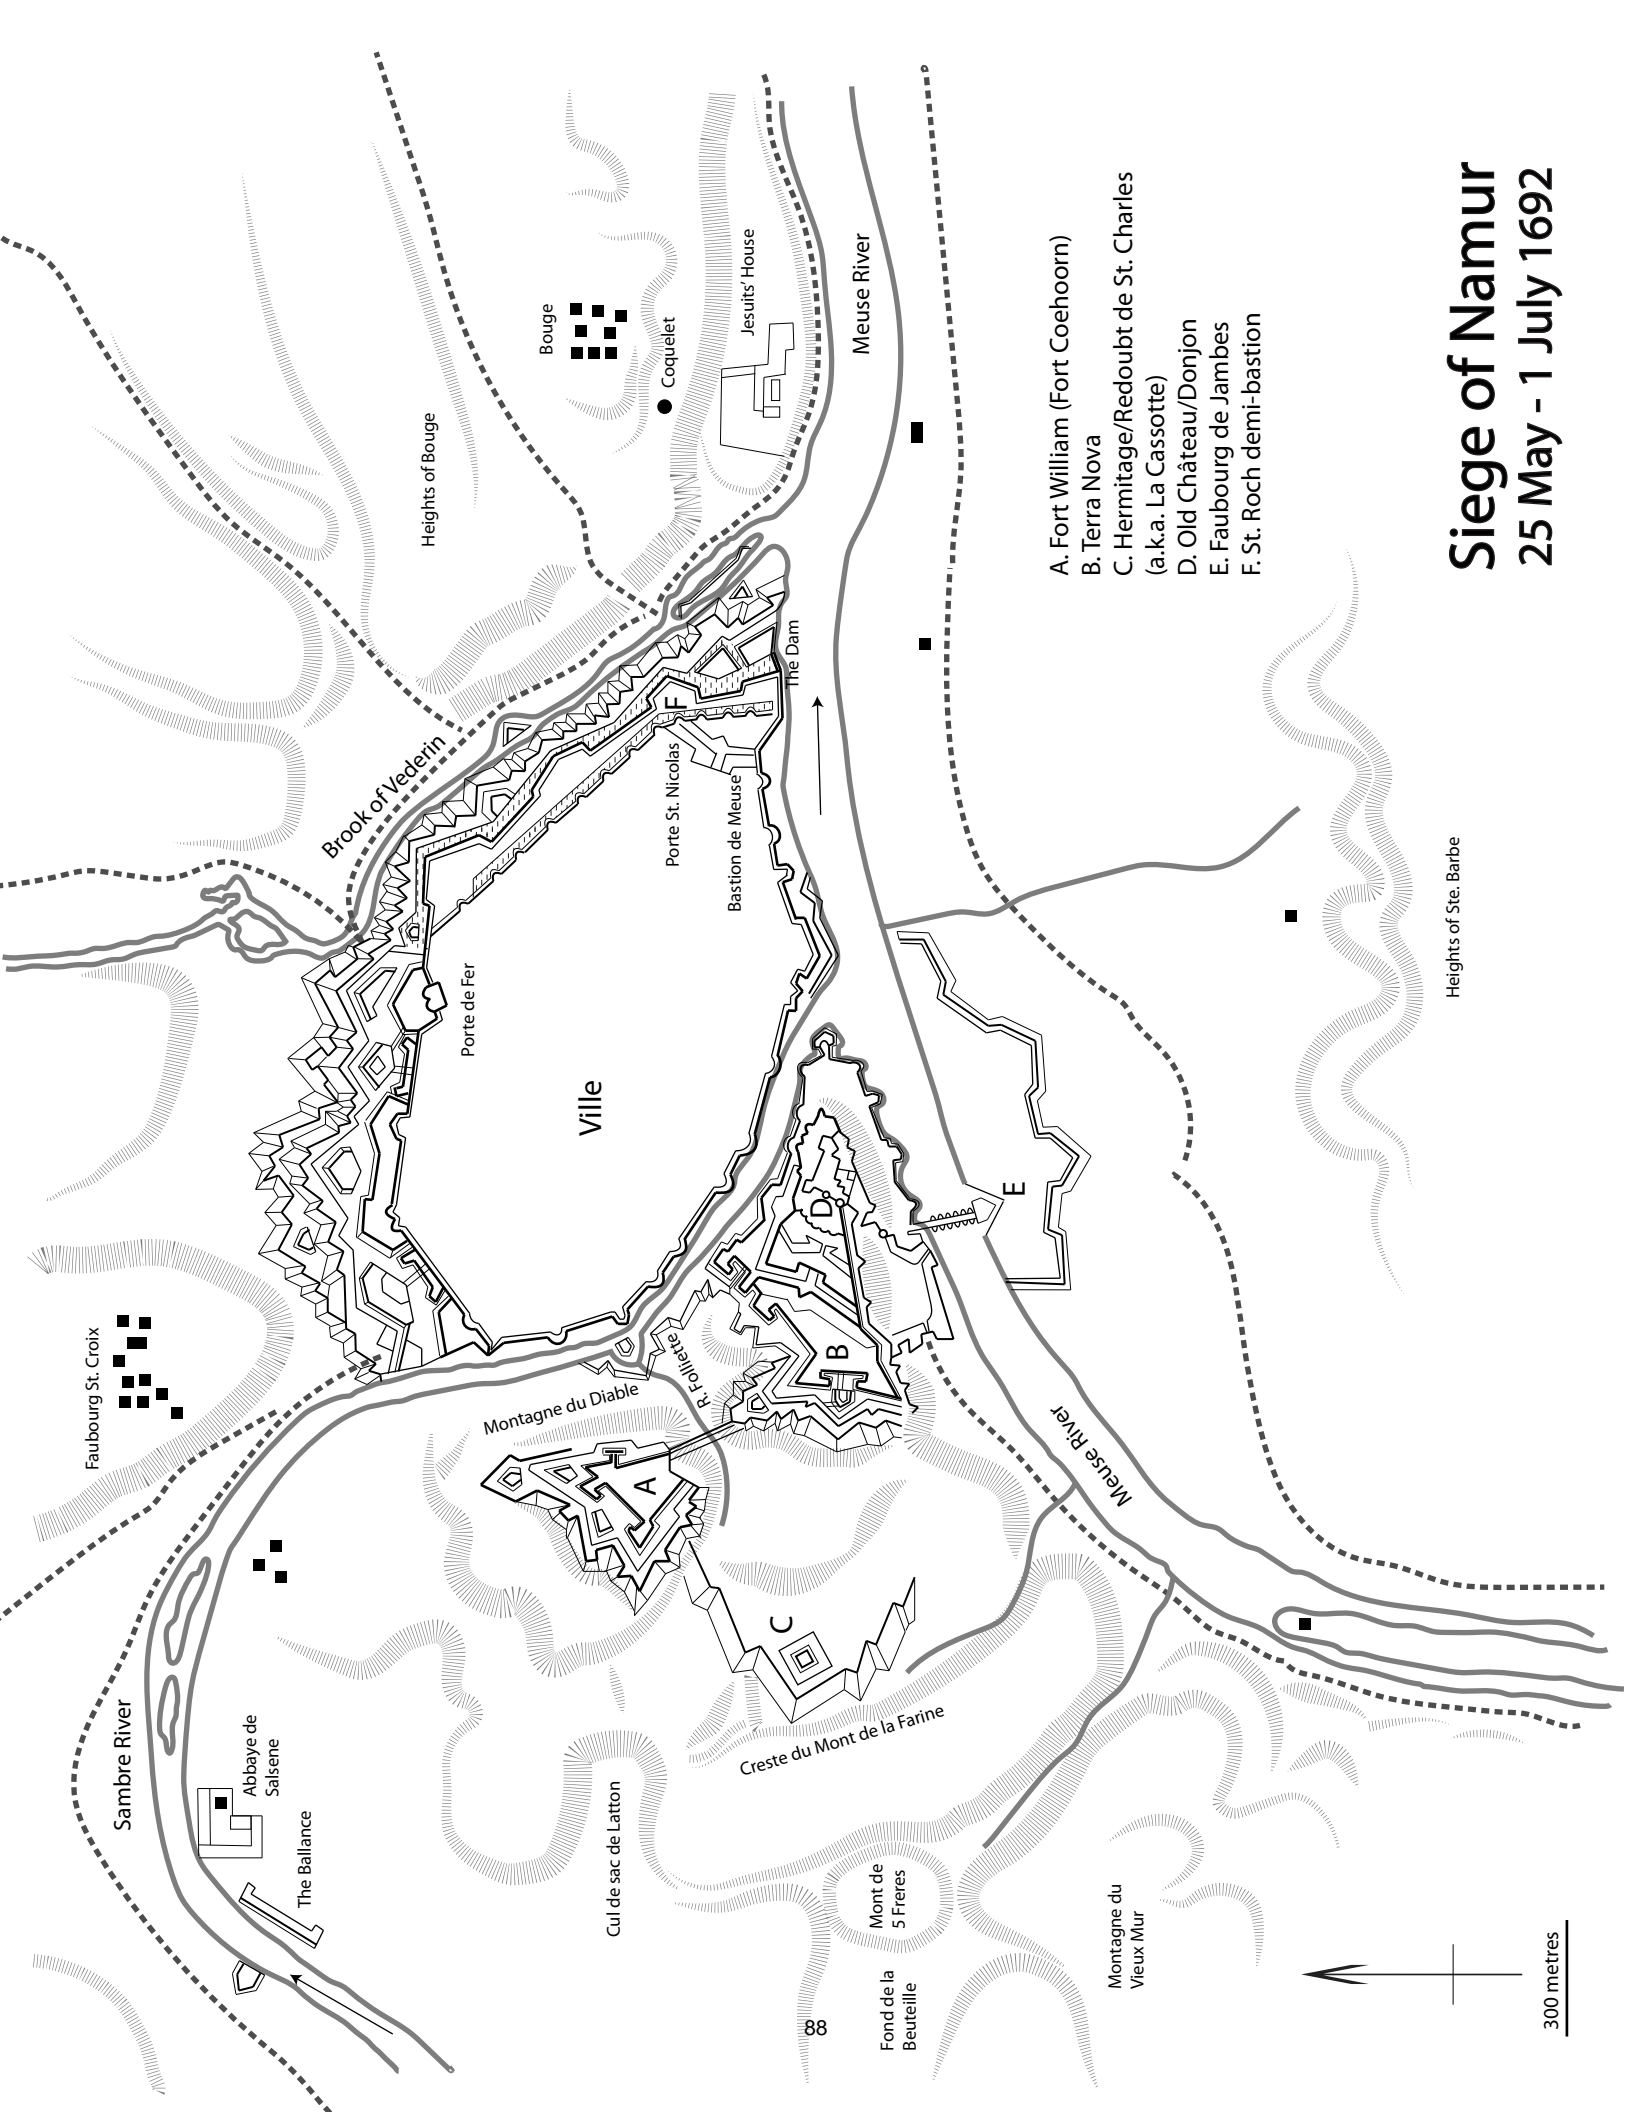 Siege of Namur
25 May - 1 July 1692
A. Fort William (Fort Coehoorn)
B. Terra Nova
C. Hermitage/Redoubt de St. Charles
(a.k.a. La Cassotte)
D. Old Château/Donjon
E. Faubourg de Jambes
F. St. Roch demi-bastion
Sambre River
Faubourg St. Croix
Abbaye de
Salsene
The Ballance
Brook of Vederin
Heights of Bouge
Porte de Fer
Bouge
Coquelet
Jesuits' House
Ville
Montagne du Diable
R. Folliette
Porte St. Nicolas
Bastion de Meuse
F
The Dam
Meuse River
Cul de sac de Latton
A
B
C
D
E
Creste du Mont de la Farine
Mont de
5 Freres
Fond de la
Beuteille
Meuse River
Montagne du
Vieux Mur
Heights of Ste. Barbe
300 metres
88